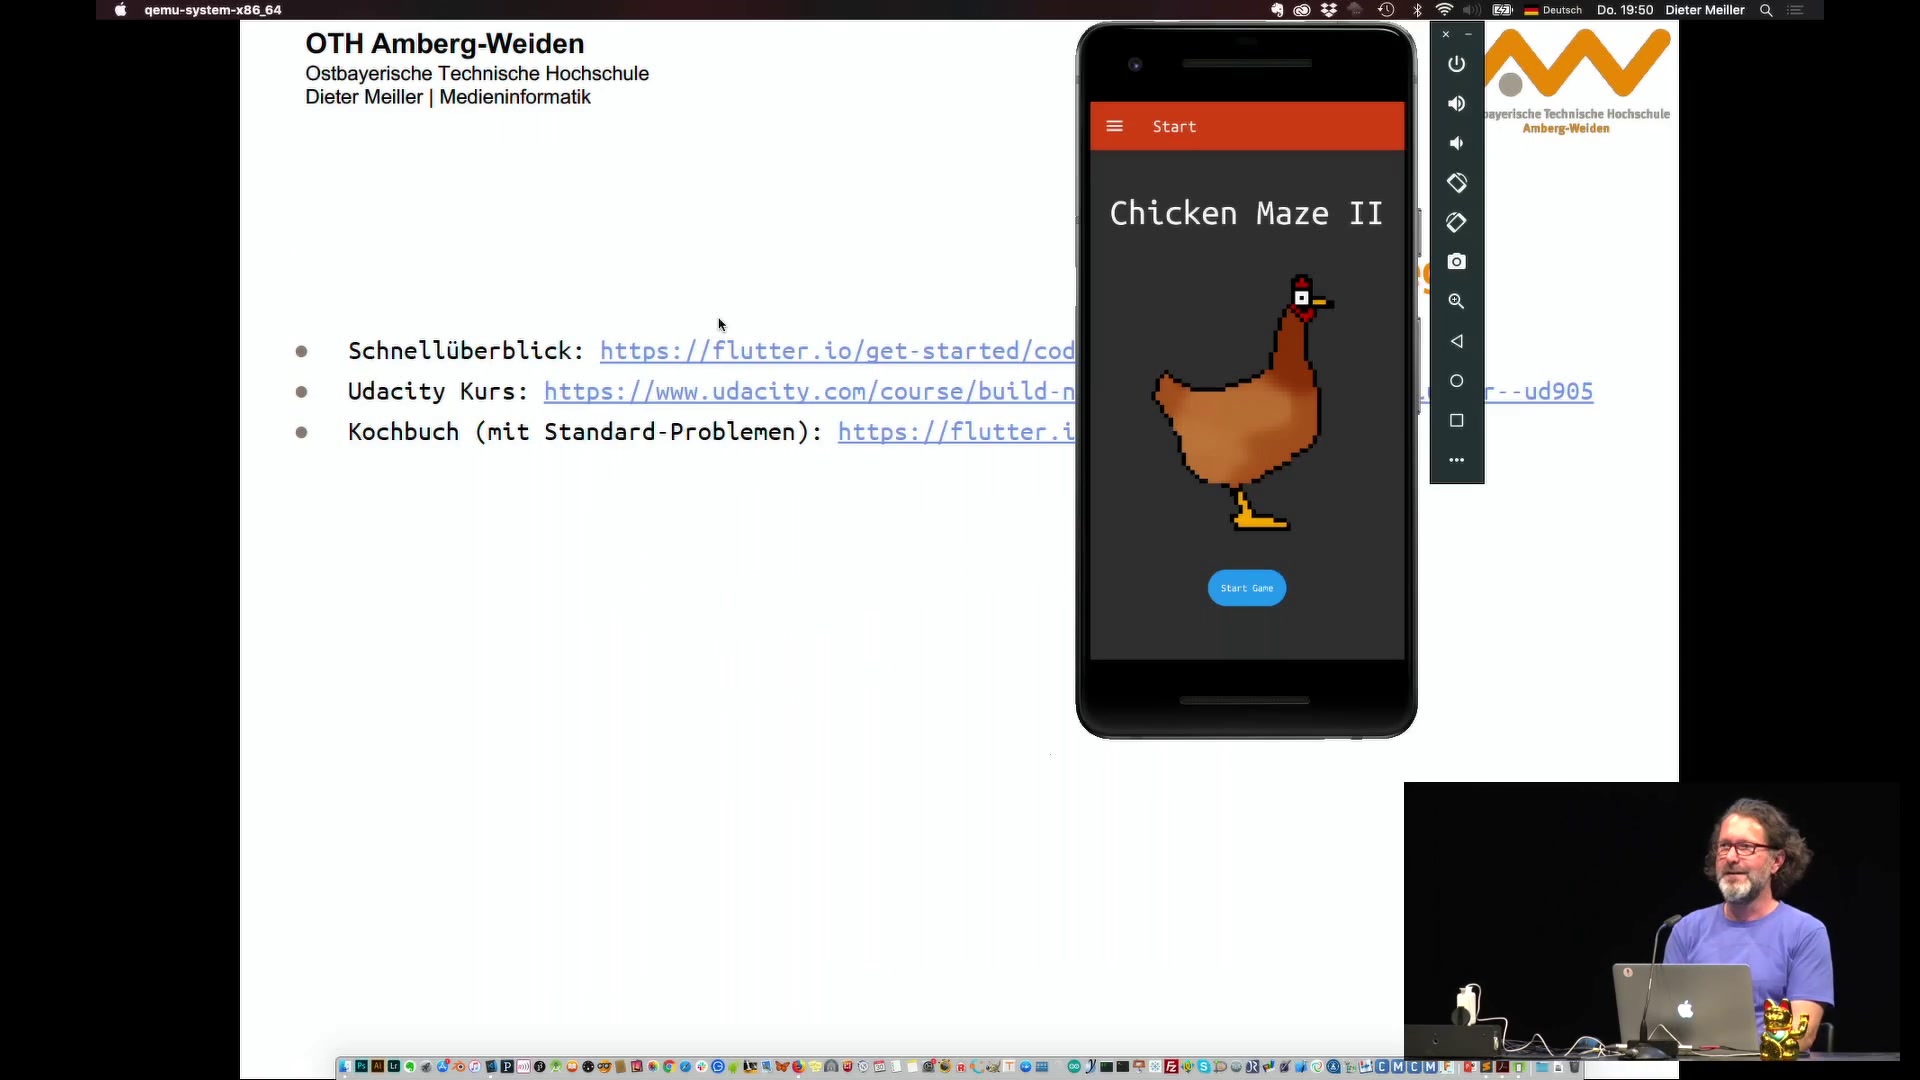 qemu-system-x86_64
Deutsch Do. 19:50 Dieter Meiller
OTH Amberg-Weiden
Ostbayerische Technische Hochschule
Dieter Meiller | Medieninformatik
bayerische Technische Hochschule
Amberg-Weiden
Start
Chicken Maze II
Start Game
Schnellüberblick: https://flutter.io/get-started/cod
Udacity Kurs: https://www.udacity.com/course/build-n r--ud905
Kochbuch (mit Standard-Problemen): https://flutter.i